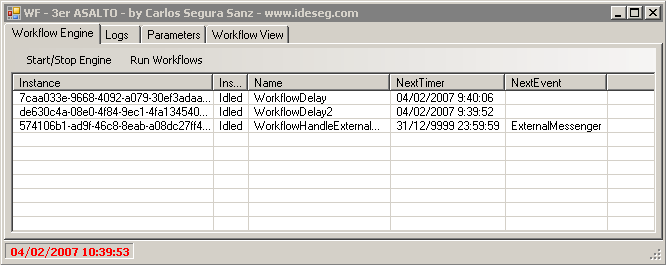 WF - 3er ASALTO - by Carlos Segura Sanz - www.ideseg.com
Workflow Engine Logs Parameters Workflow View
Start/Stop Engine Run Workflows
Instance Ins... Name NextTimer NextEvent
7caa033e-9668-4092-a079-30ef3adaa... Idled WorkflowDelay 04/02/2007 9:40:06
de630c4a-08e0-4f84-9ec1-4fa134540... Idled WorkflowDelay2 04/02/2007 9:39:52
574106b1-ad9f-46c8-8eab-a08dc27ff4... Idled WorkflowHandleExternal... 31/12/9999 23:59:59 ExternalMessenger
04/02/2007 10:39:53